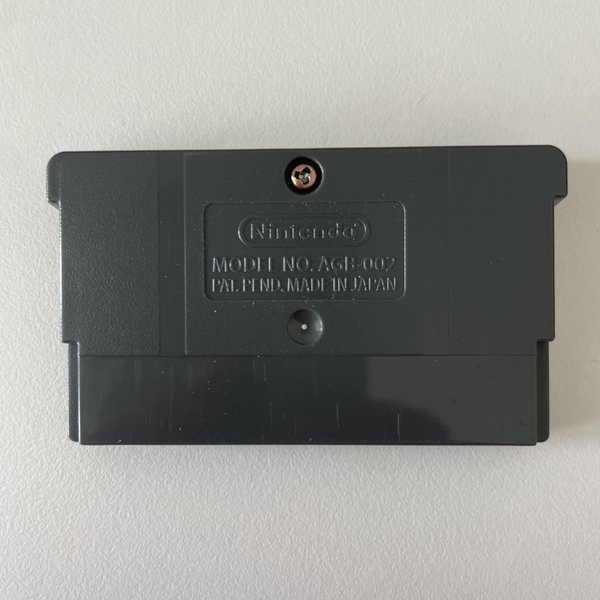 Nintendo
MODEL NO. AGB-002
PAT. PEND. MADE IN JAPAN